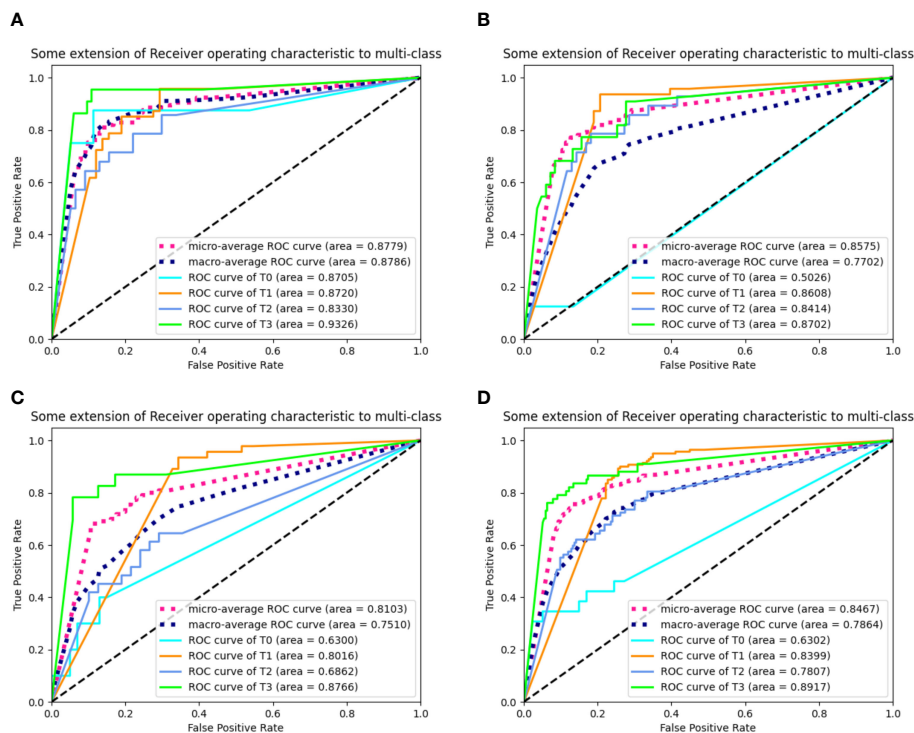 A
Some extension of Receiver operating characteristic to multi-class
1.0
0.8
0.6
0.4
0.2
0.0
True Positive Rate
micro-average ROC curve (area = 0.8779)
macro-average ROC curve (area = 0.8786)
ROC curve of T0 (area = 0.8705)
ROC curve of T1 (area = 0.8720)
ROC curve of T2 (area = 0.8330)
ROC curve of T3 (area = 0.9326)
0.0 0.2 0.4 0.6 0.8 1.0
False Positive Rate
B
Some extension of Receiver operating characteristic to multi-class
1.0
0.8
0.6
0.4
0.2
0.0
True Positive Rate
micro-average ROC curve (area = 0.8575)
macro-average ROC curve (area = 0.7702)
ROC curve of T0 (area = 0.5026)
ROC curve of T1 (area = 0.8608)
ROC curve of T2 (area = 0.8414)
ROC curve of T3 (area = 0.8702)
0.0 0.2 0.4 0.6 0.8 1.0
False Positive Rate
C
Some extension of Receiver operating characteristic to multi-class
1.0
0.8
0.6
0.4
0.2
0.0
True Positive Rate
micro-average ROC curve (area = 0.8103)
macro-average ROC curve (area = 0.7510)
ROC curve of T0 (area = 0.6300)
ROC curve of T1 (area = 0.8016)
ROC curve of T2 (area = 0.6862)
ROC curve of T3 (area = 0.8766)
0.0 0.2 0.4 0.6 0.8 1.0
False Positive Rate
D
Some extension of Receiver operating characteristic to multi-class
1.0
0.8
0.6
0.4
0.2
0.0
True Positive Rate
micro-average ROC curve (area = 0.8467)
macro-average ROC curve (area = 0.7864)
ROC curve of T0 (area = 0.6302)
ROC curve of T1 (area = 0.8399)
ROC curve of T2 (area = 0.7807)
ROC curve of T3 (area = 0.8917)
0.0 0.2 0.4 0.6 0.8 1.0
False Positive Rate